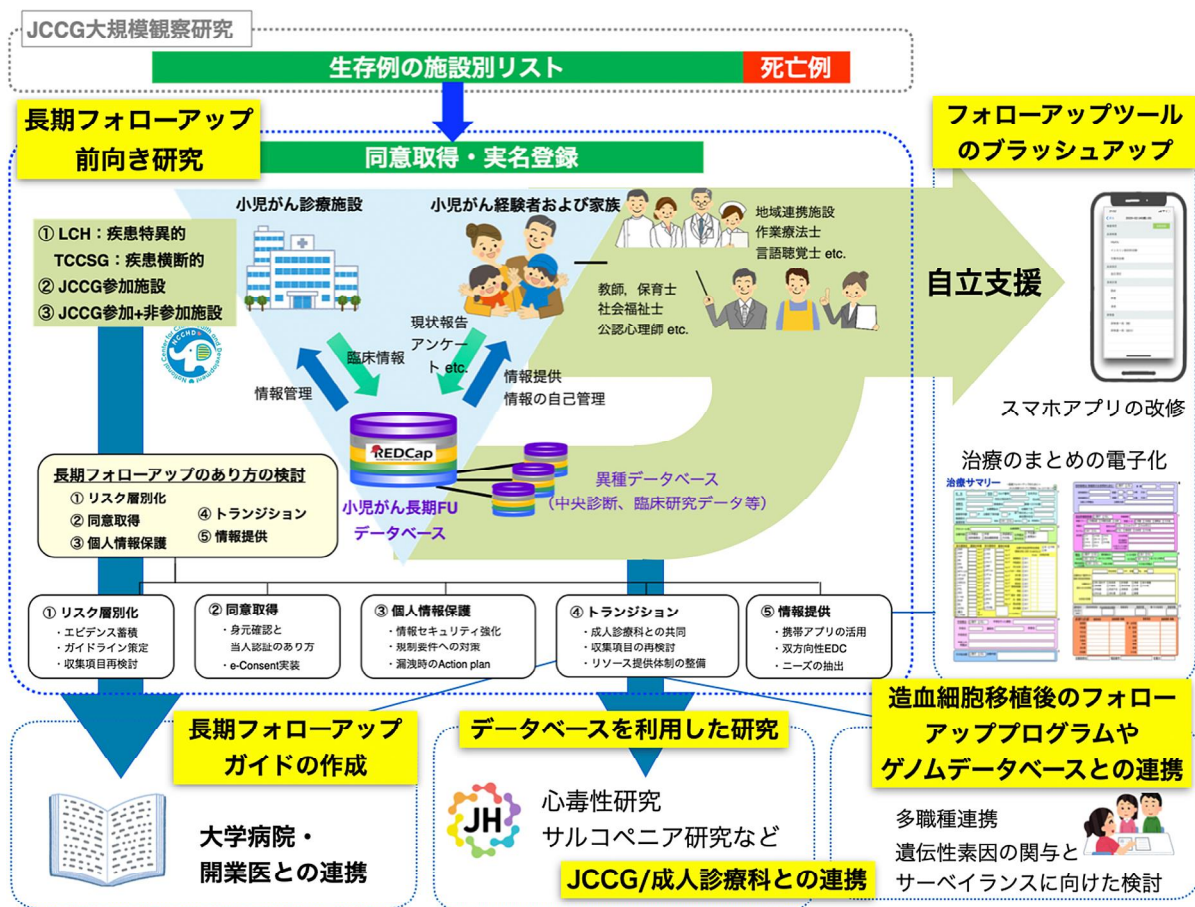 JCCG大規模観察研究
生存例の施設別リスト
死亡例
長期フォローアップ
前向き研究
同意取得・実名登録
フォローアップツール
のブラッシュアップ
小児がん診療施設
小児がん経験者および家族
① LCH：疾患特異的
TCCSG：疾患横断的
② JCCG参加施設
③ JCCG参加+非参加施設
地域連携施設
作業療法士
言語聴覚士 etc.
教師，保育士
社会福祉士
公認心理師 etc.
自立支援
NCCHD
臨床情報
情報管理
現状報告
アンケー
ト etc.
情報提供
情報の自己管理
REDCap
小児がん長期FU
データベース
異種データベース
（中央診断、臨床研究データ等）
スマホアプリの改修
治療のまとめの電子化
治療サマリー
長期フォローアップのあり方の検討
① リスク層別化
② 同意取得
③ 個人情報保護
④ トランジション
⑤ 情報提供
① リスク層別化
・エビデンス蓄積
・ガイドライン策定
・収集項目再検討
② 同意取得
・身元確認と
当人認証のあり方
・e-Consent実装
③ 個人情報保護
・情報セキュリティ強化
・規制要件への対策
・漏洩時のAction plan
④ トランジション
・成人診療科との共同
・収集項目の再検討
・リソース提供体制の整備
⑤ 情報提供
・携帯アプリの活用
・双方向性EDC
・ニーズの抽出
長期フォローアップ
ガイドの作成
大学病院・
開業医との連携
データベースを利用した研究
JH
心毒性研究
サルコペニア研究など
JCCG/成人診療科との連携
造血細胞移植後のフォロー
アッププログラムや
ゲノムデータベースとの連携
多職種連携
遺伝性素因の関与と
サーベイランスに向けた検討